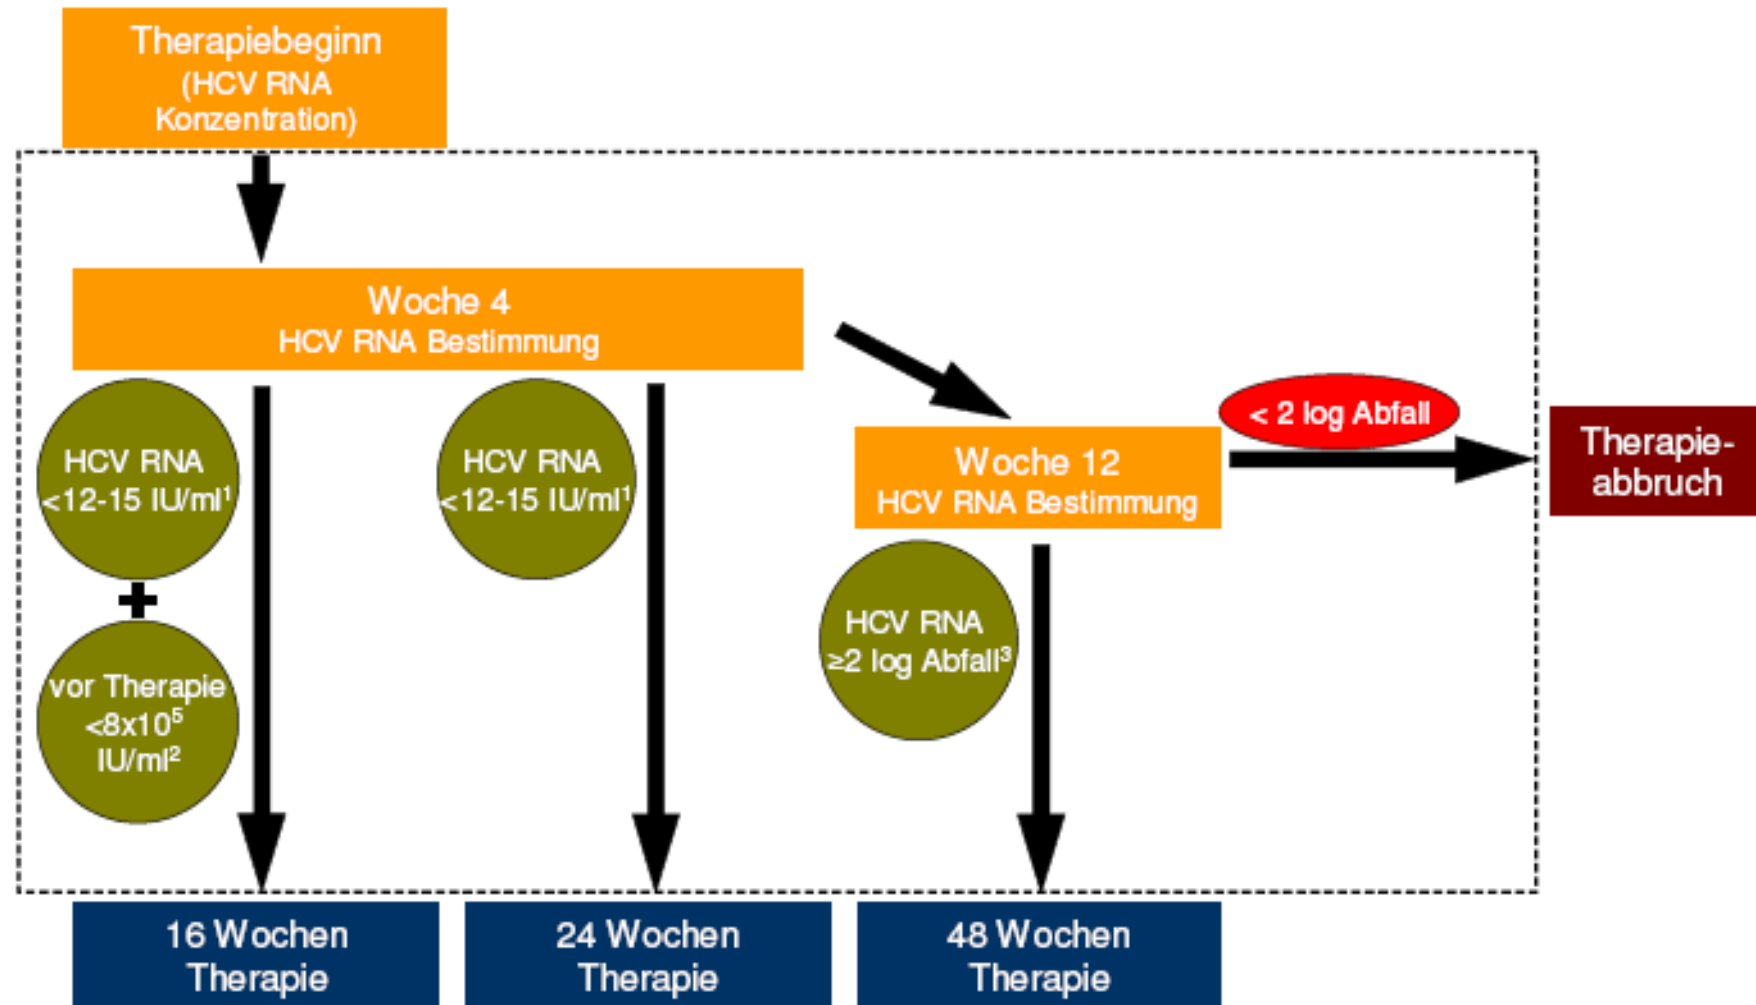 Therapiebeginn
(HCV RNA
Konzentration)
Woche 4
HCV RNA Bestimmung
HCV RNA
<12-15 IU/ml¹
HCV RNA
<12-15 IU/ml¹
< 2 log Abfall
Therapie-
abbruch
Woche 12
HCV RNA Bestimmung
vor Therapie
<8x10⁵
IU/ml²
HCV RNA
≥2 log Abfall³
16 Wochen
Therapie
24 Wochen
Therapie
48 Wochen
Therapie